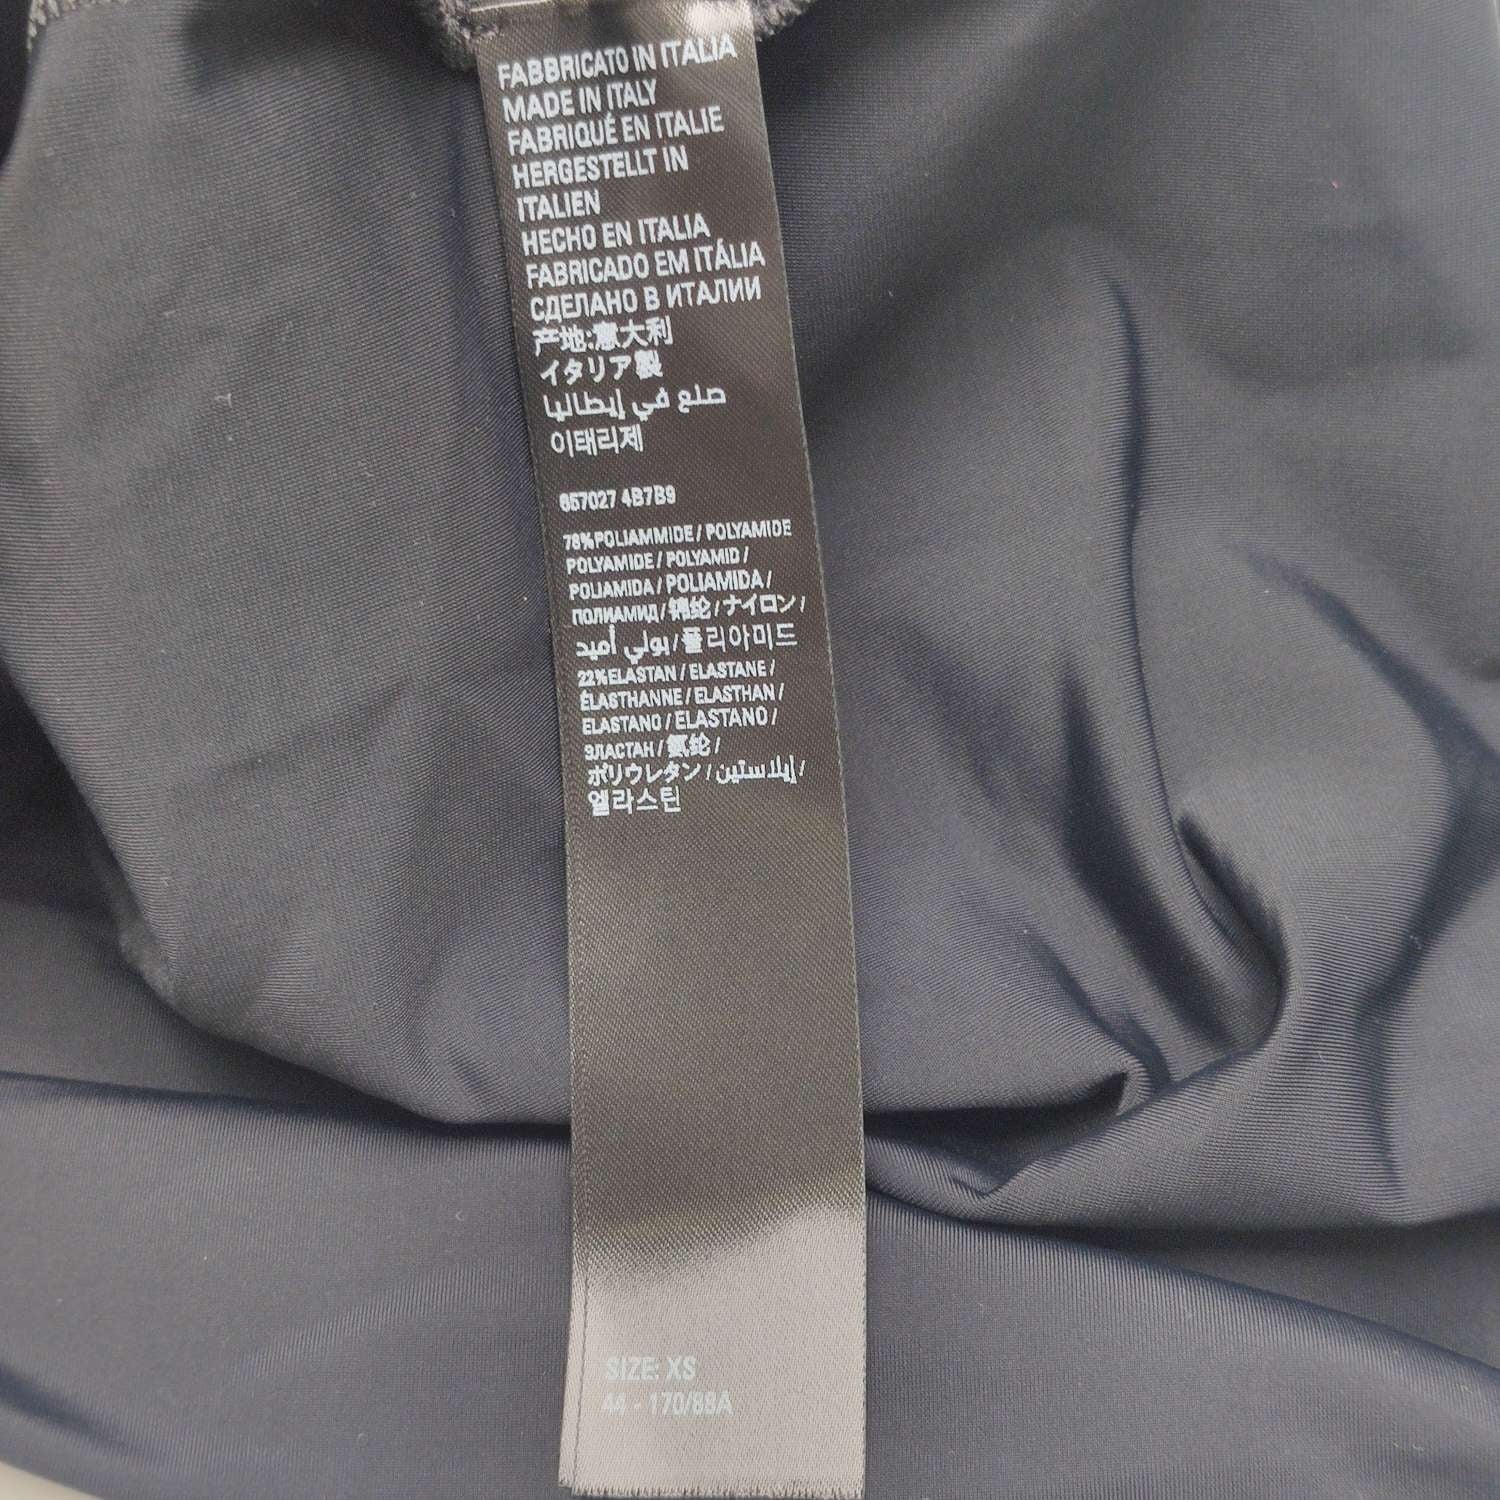 FABBRICATO IN ITALIA
MADE IN ITALY
FABRIQUÉ EN ITALIE
HERGESTELLT IN
ITALIEN
HECHO EN ITALIA
FABRICADO EM ITÁLIA
СДЕЛАНО В ИТАЛИИ
产地:意大利
イタリア製
صنع في إيطاليا
이태리제
657027 4B7B9
78%POLIAMMIDE / POLYAMIDE
POLYAMIDE / POLYAMID /
POLIAMIDA / POLIAMIDA /
ПОЛИАМИД / 锦纶 / ナイロン /
بولي أميد / 폴리아미드
22%ELASTAN / ELASTANE /
ÉLASTHANNE / ELASTHAN /
ELASTANO / ELASTANO /
ЭЛАСТАН / 氨纶 /
ポリウレタン / إيلاستين /
엘라스틴
SIZE: XS
44 - 170/88A